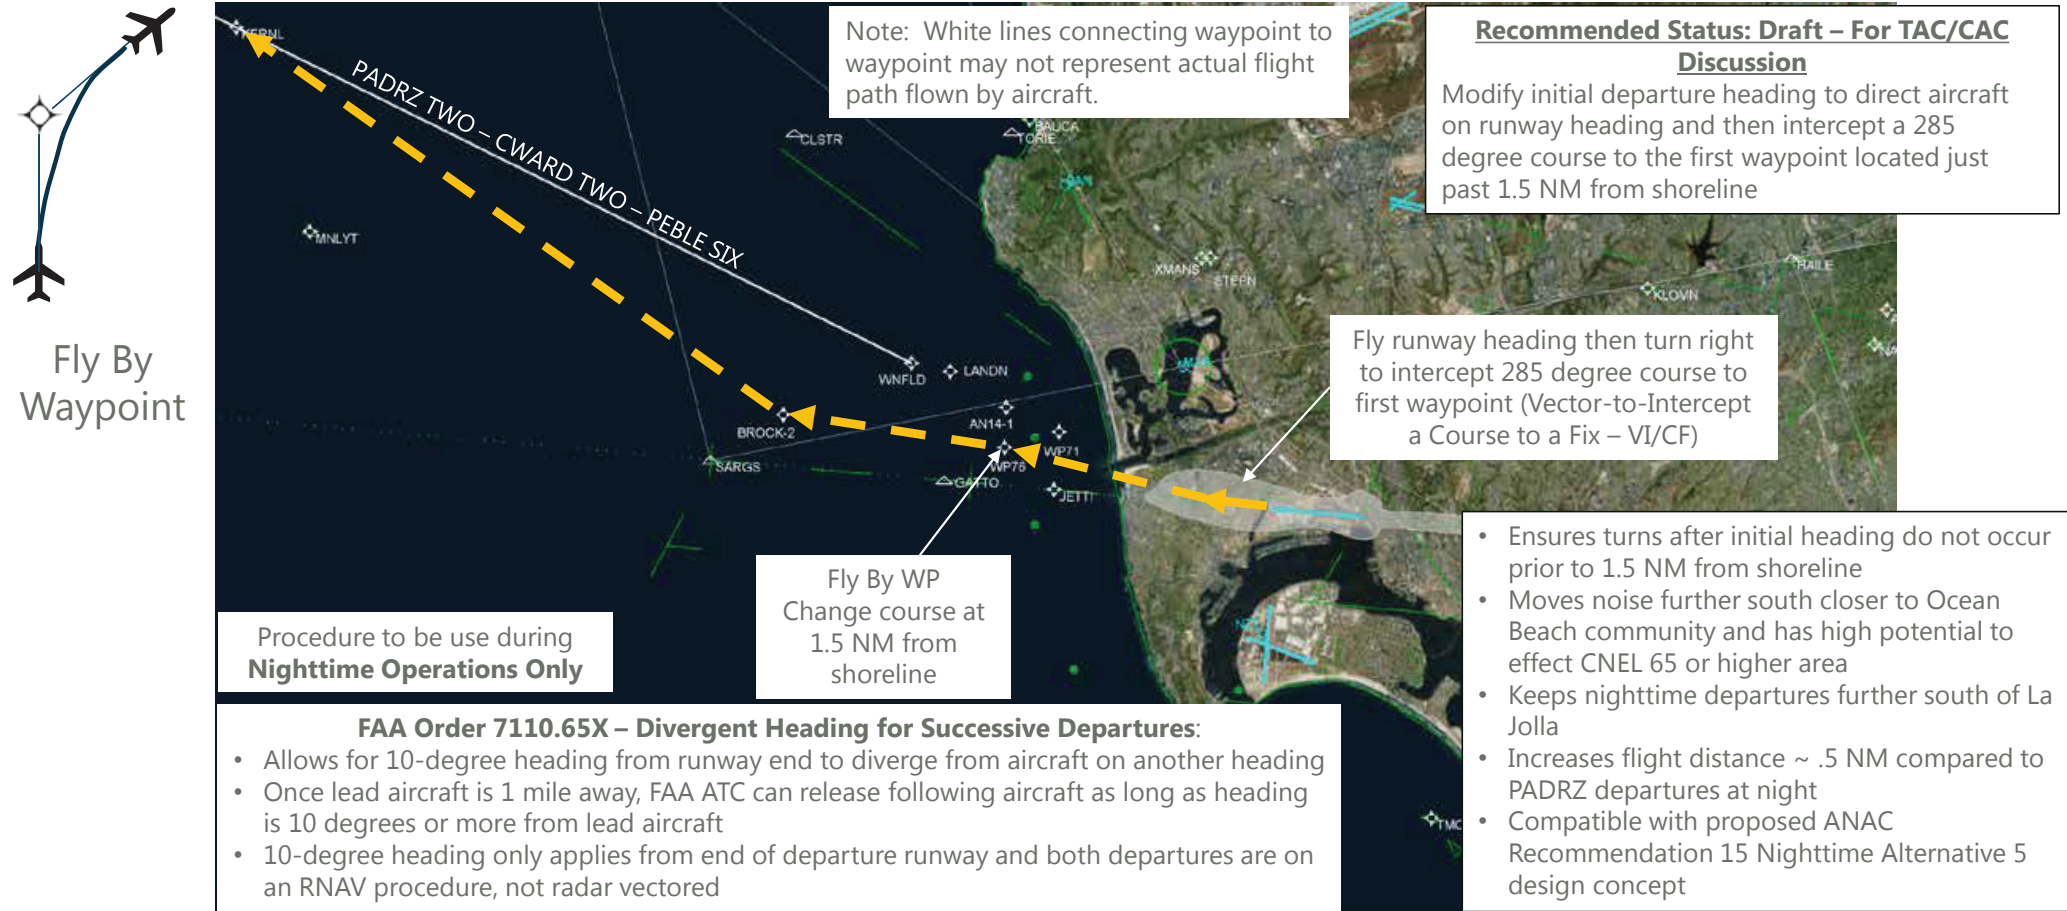 Fly By
Waypoint
Note:  White lines connecting waypoint to
waypoint may not represent actual flight
path flown by aircraft.
Recommended Status: Draft – For TAC/CAC
Discussion
Modify initial departure heading to direct aircraft
on runway heading and then intercept a 285
degree course to the first waypoint located just
past 1.5 NM from shoreline
KERNL
PADRZ TWO – CWARD TWO – PEBLE SIX
CLSTR
BAUCA
TORIE
MNLYT
XMANS
STEPN
HAILE
KLOVN
WNFLD
LANDN
AN14-1
BROCK-2
WP71
WP76
SARGS
GATTO
JETTI
Fly runway heading then turn right
to intercept 285 degree course to
first waypoint (Vector-to-Intercept
a Course to a Fix – VI/CF)
Fly By WP
Change course at
1.5 NM from
shoreline
Procedure to be use during
Nighttime Operations Only
FAA Order 7110.65X – Divergent Heading for Successive Departures:
• Allows for 10-degree heading from runway end to diverge from aircraft on another heading
• Once lead aircraft is 1 mile away, FAA ATC can release following aircraft as long as heading
is 10 degrees or more from lead aircraft
• 10-degree heading only applies from end of departure runway and both departures are on
an RNAV procedure, not radar vectored
• Ensures turns after initial heading do not occur
prior to 1.5 NM from shoreline
• Moves noise further south closer to Ocean
Beach community and has high potential to
effect CNEL 65 or higher area
• Keeps nighttime departures further south of La
Jolla
• Increases flight distance ~ .5 NM compared to
PADRZ departures at night
• Compatible with proposed ANAC
Recommendation 15 Nighttime Alternative 5
design concept